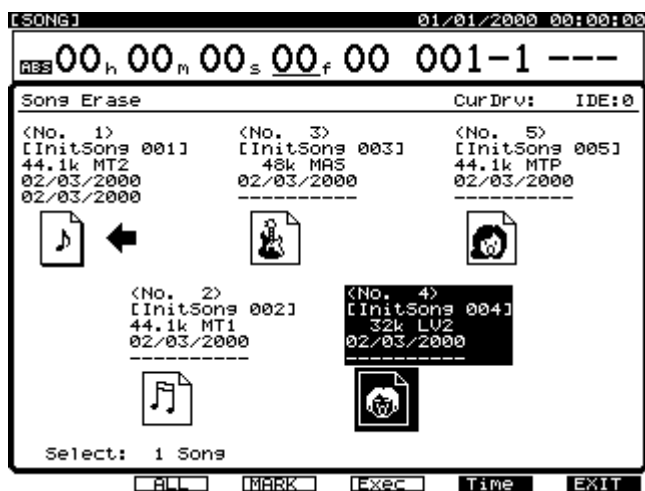 [SONG] 01/01/2000 00:00:00
ABS 00h 00m 00s 00f 00 001-1 ---
Song Erase CurDrv: IDE:0
<No. 1>
[InitSong 001]
44.1k MT2
02/03/2000
02/03/2000
<No. 3>
[InitSong 003]
48k MAS
02/03/2000
----------
<No. 5>
[InitSong 005]
44.1k MTP
02/03/2000
----------
<No. 2>
[InitSong 002]
44.1k MT1
02/03/2000
----------
<No. 4>
[InitSong 004]
32k LV2
02/03/2000
----------
Select: 1 Song
ALL MARK Exec Time EXIT